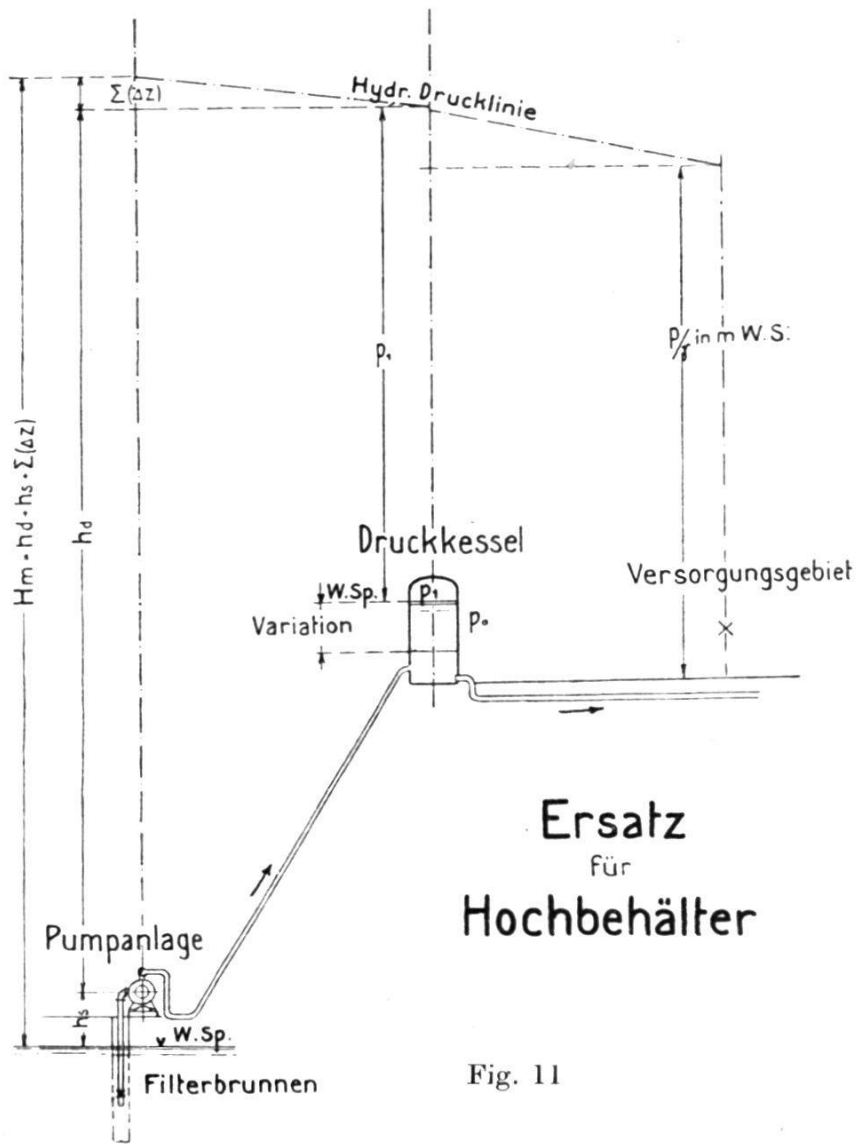 Σ(Δz)
Hydr. Drucklinie
p₁
P/γ in m W.S.
Hm = hd + hs + Σ(Δz)
hd
Druckkessel
W.Sp.
p₁
p₀
Variation
Versorgungsgebiet
Ersatz
für
Hochbehälter
Pumpanlage
hs
W.Sp.
Filterbrunnen
Fig. 11